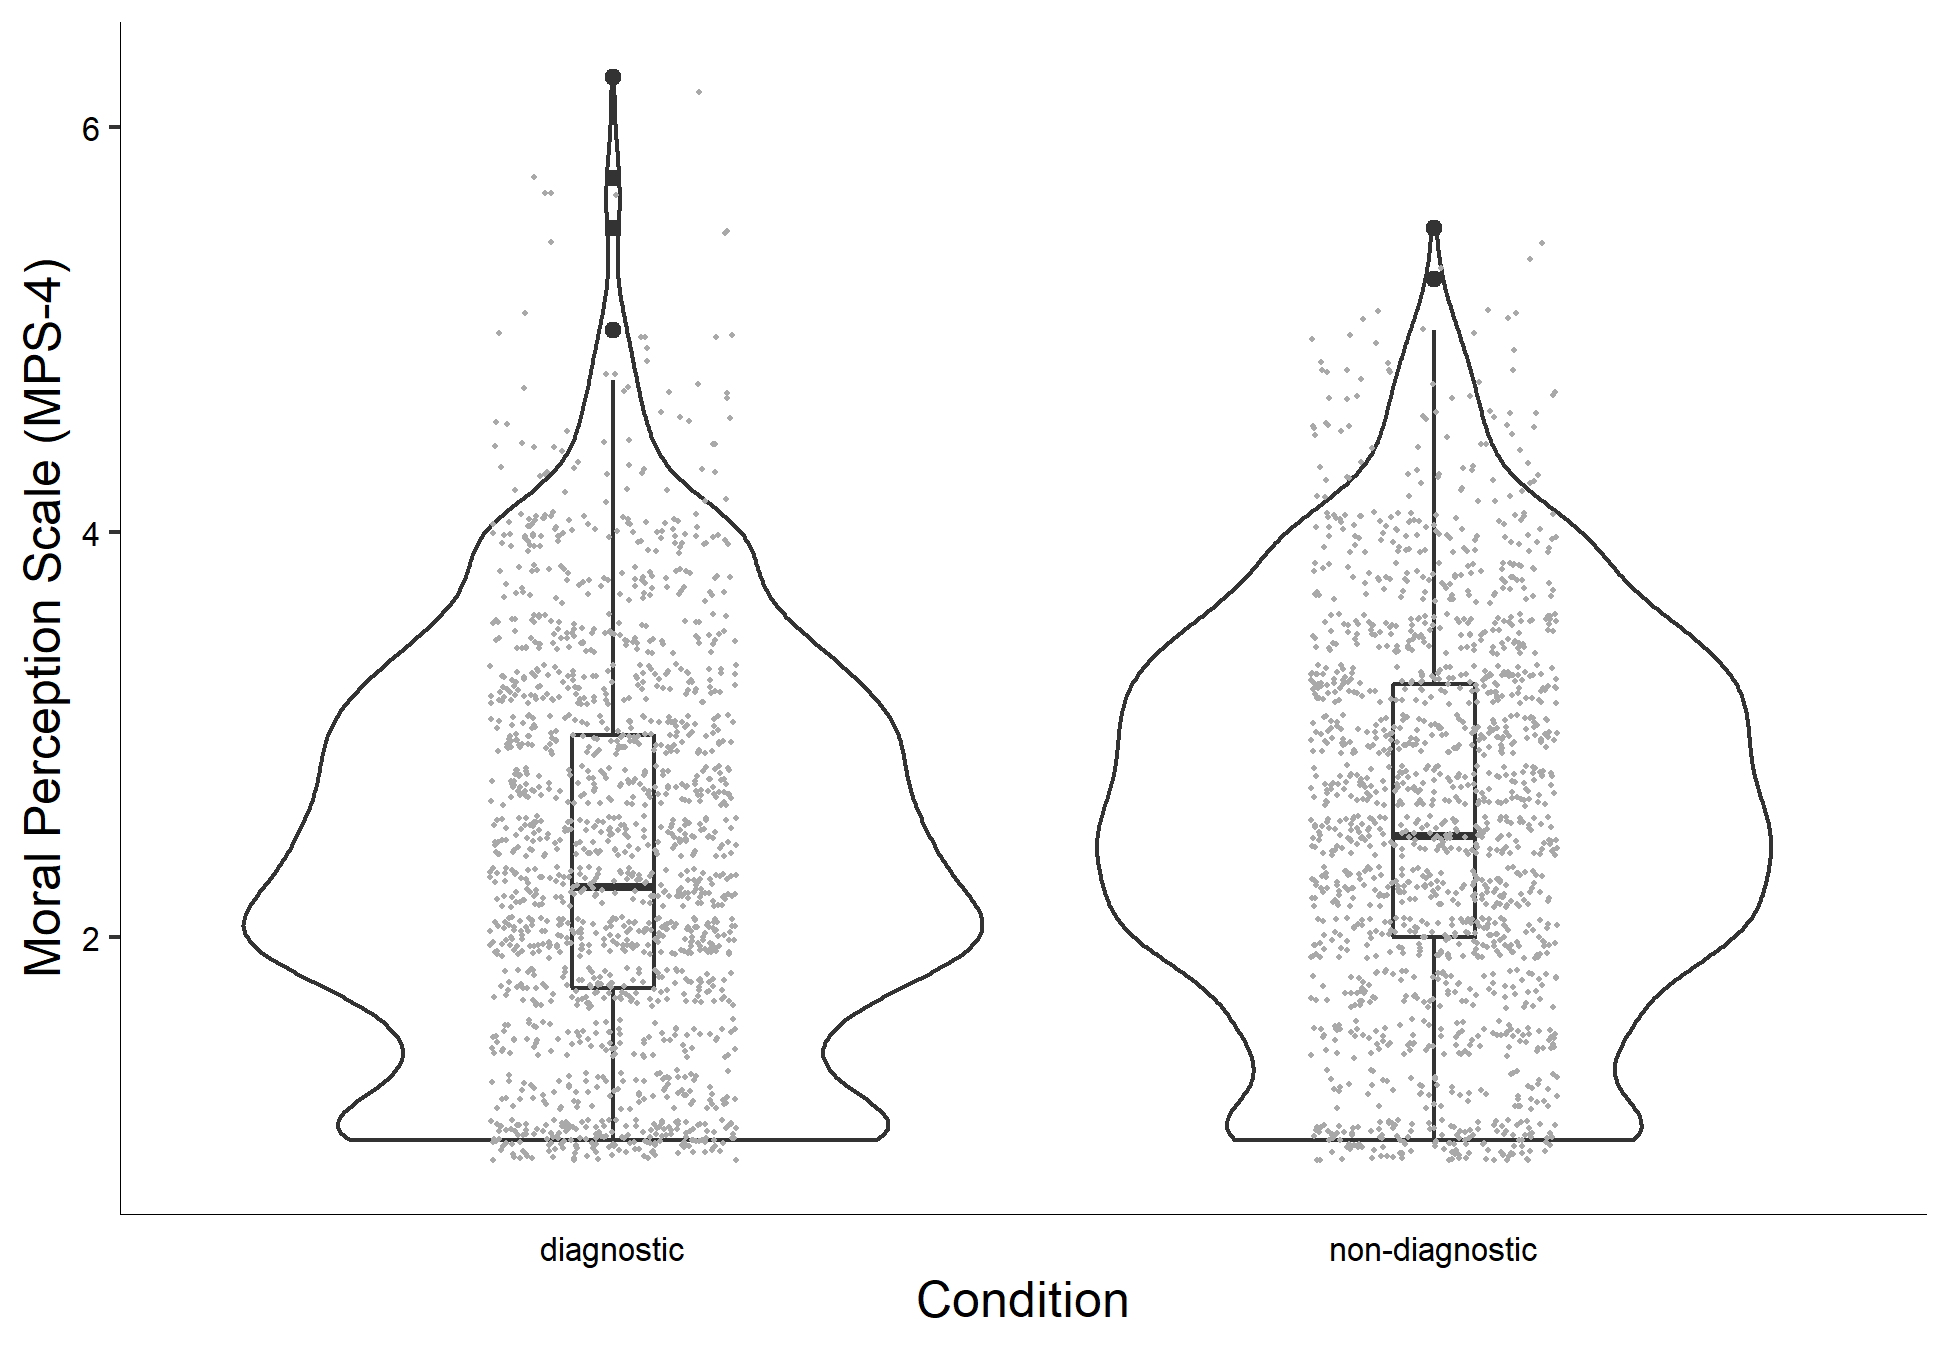 Moral Perception Scale (MPS-4)
6
4
2
diagnostic
non-diagnostic
Condition